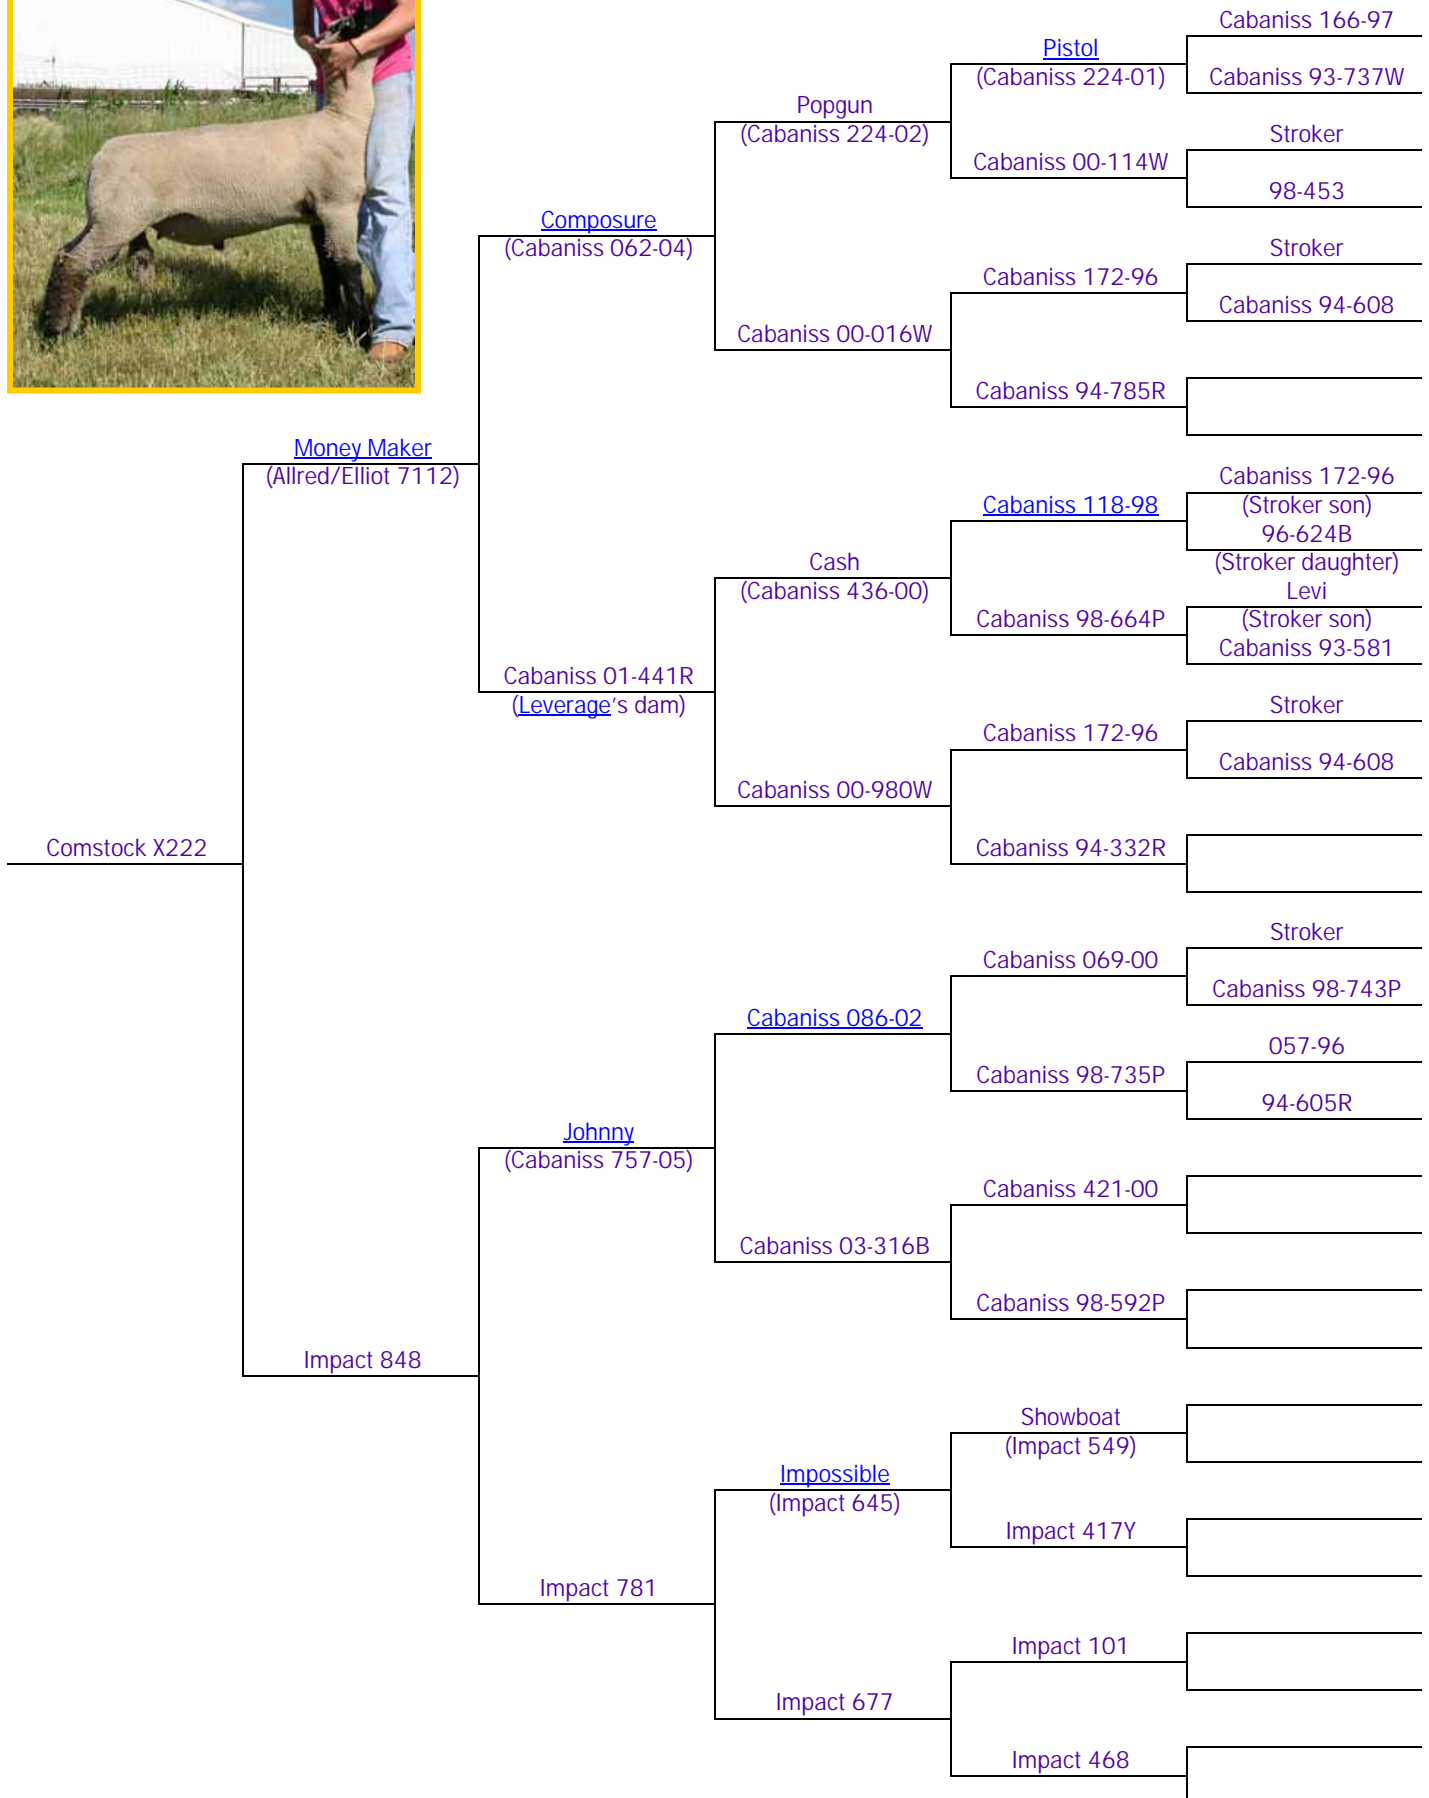 Cabaniss 166-97
Pistol
(Cabaniss 224-01)
Cabaniss 93-737W
Popgun
(Cabaniss 224-02)
Stroker
Cabaniss 00-114W
98-453
Composure
(Cabaniss 062-04)
Stroker
Cabaniss 172-96
Cabaniss 94-608
Cabaniss 00-016W
Cabaniss 94-785R
Money Maker
(Allred/Elliot 7112)
Cabaniss 172-96
(Stroker son)
Cabaniss 118-98
96-624B
(Stroker daughter)
Cash
(Cabaniss 436-00)
Levi
(Stroker son)
Cabaniss 98-664P
Cabaniss 93-581
Cabaniss 01-441R
(Leverage's dam)
Stroker
Cabaniss 172-96
Cabaniss 94-608
Cabaniss 00-980W
Cabaniss 94-332R
Comstock X222
Stroker
Cabaniss 069-00
Cabaniss 98-743P
Cabaniss 086-02
057-96
Cabaniss 98-735P
94-605R
Johnny
(Cabaniss 757-05)
Cabaniss 421-00
Cabaniss 03-316B
Cabaniss 98-592P
Impact 848
Showboat
(Impact 549)
Impossible
(Impact 645)
Impact 417Y
Impact 781
Impact 101
Impact 677
Impact 468